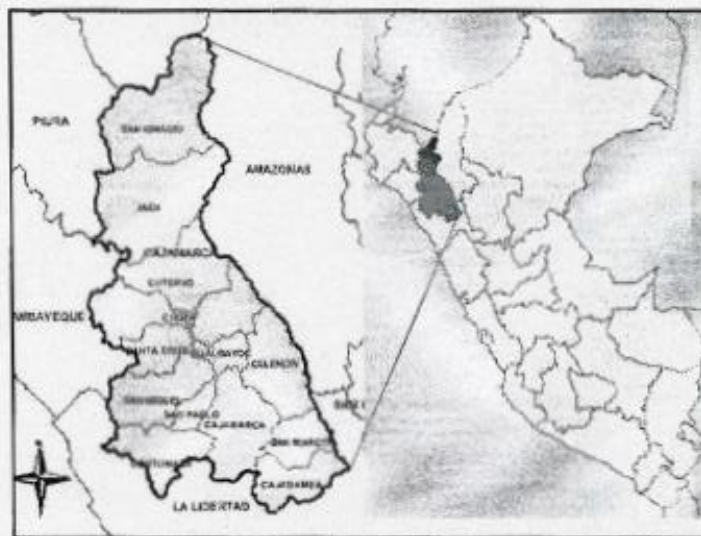 PIURA
SAN IGNACIO
AMAZONAS
JAEN
CAJAMARCA
CUTERVO
CHOTA
SANTA CRUZ
HUALGAYOC
CELENDIN
SAN PABLO
CAJAMARCA
SAN MARCOS
CAJABAMBA
LA LIBERTAD